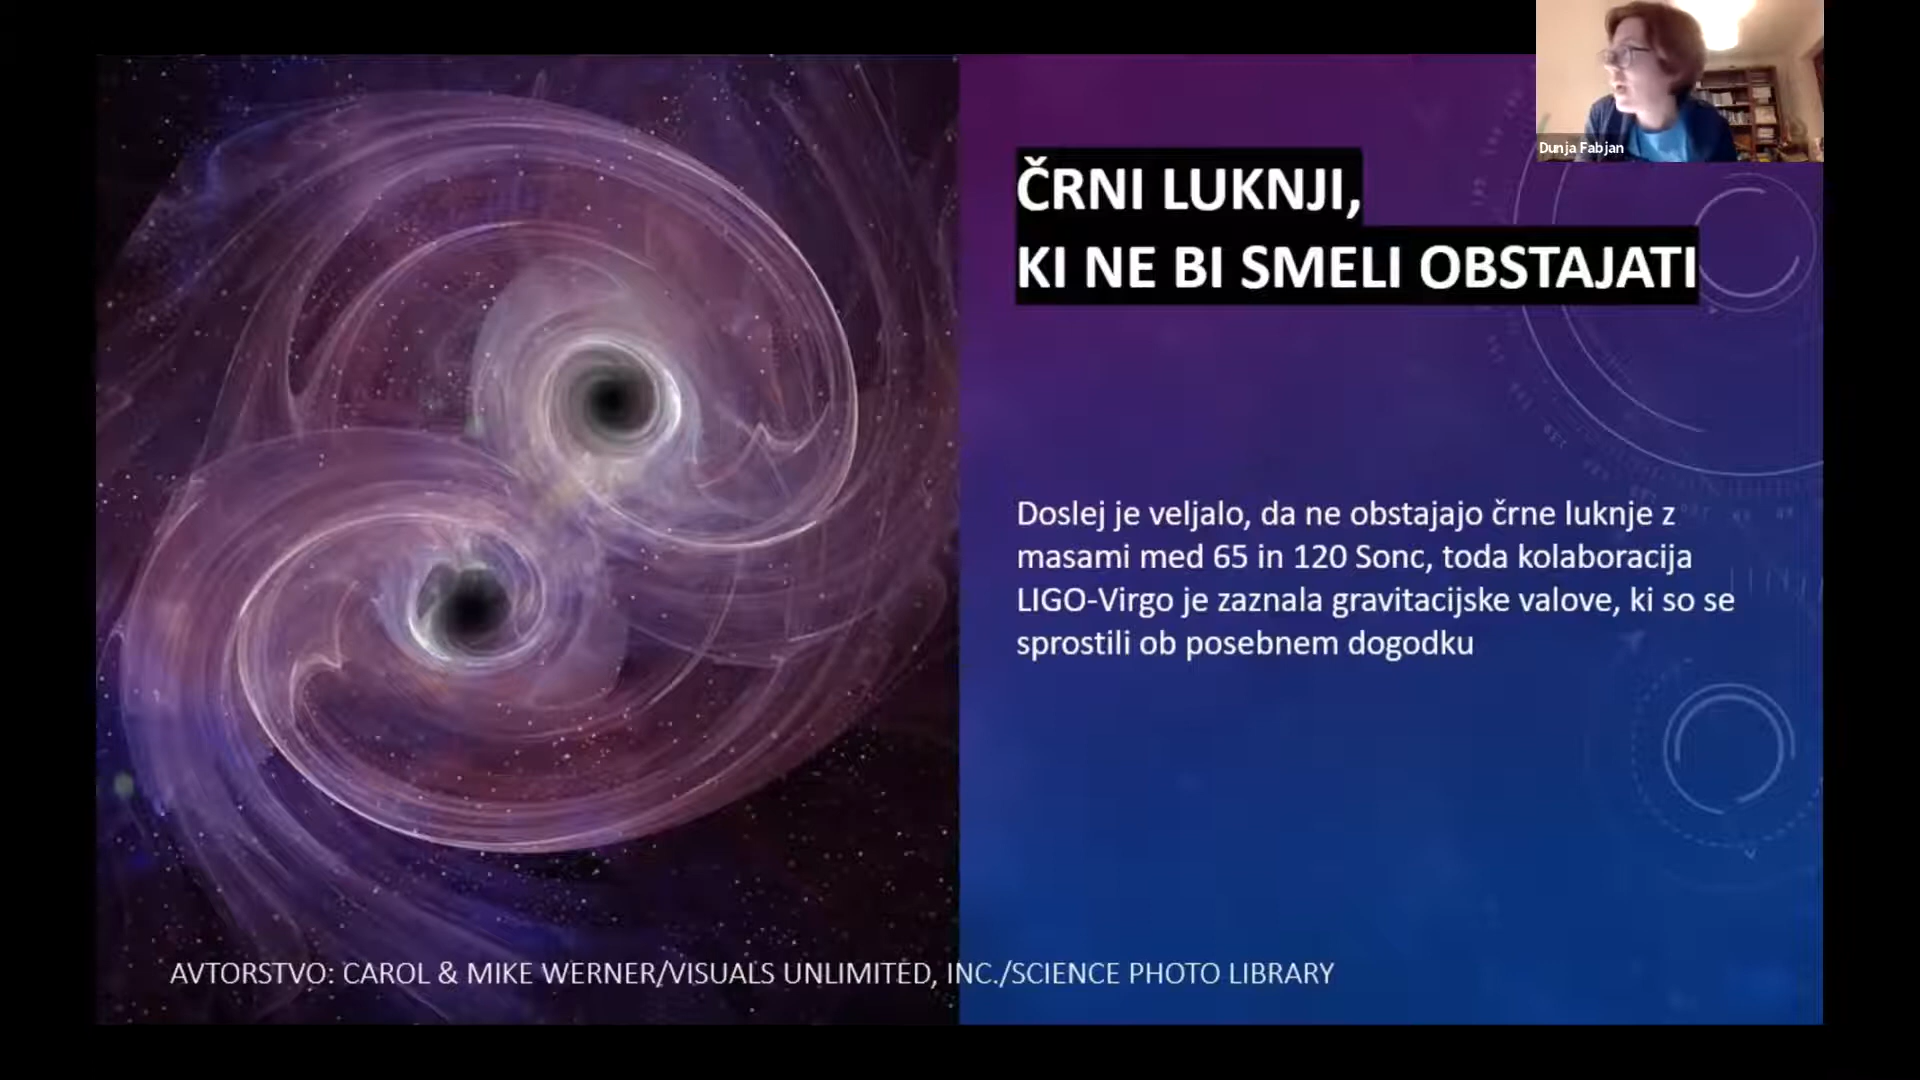 Dunja Fabjan
ČRNI LUKNJI,
KI NE BI SMELI OBSTAJATI
Doslej je veljalo, da ne obstajajo črne luknje z
masami med 65 in 120 Sonc, toda kolaboracija
LIGO-Virgo je zaznala gravitacijske valove, ki so se
sprostili ob posebnem dogodku
AVTORSTVO: CAROL & MIKE WERNER/VISUALS UNLIMITED, INC./SCIENCE PHOTO LIBRARY